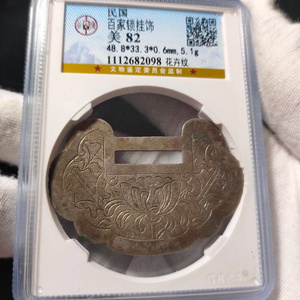 民国
百家锁挂饰
美 82
48.8*33.3*0.6mm, 5.1g
1112682098 花卉纹
★ 文物鉴定委员会监制 ★